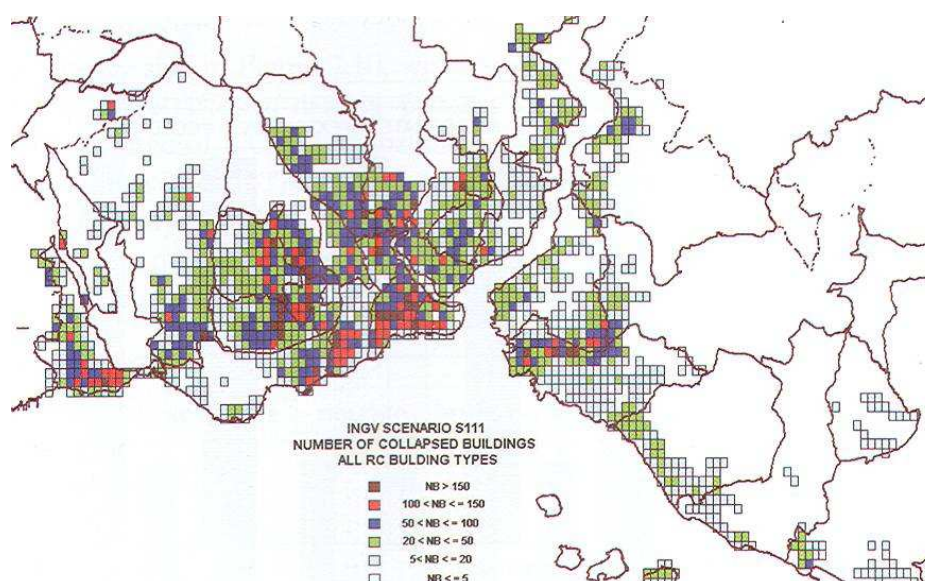 INGV SCENARIO S111
NUMBER OF COLLAPSED BUILDINGS
ALL RC BULDING TYPES
NB > 150
100 < NB < = 150
50 < NB < = 100
20 < NB < = 50
5< NB < = 20
NB < = 5